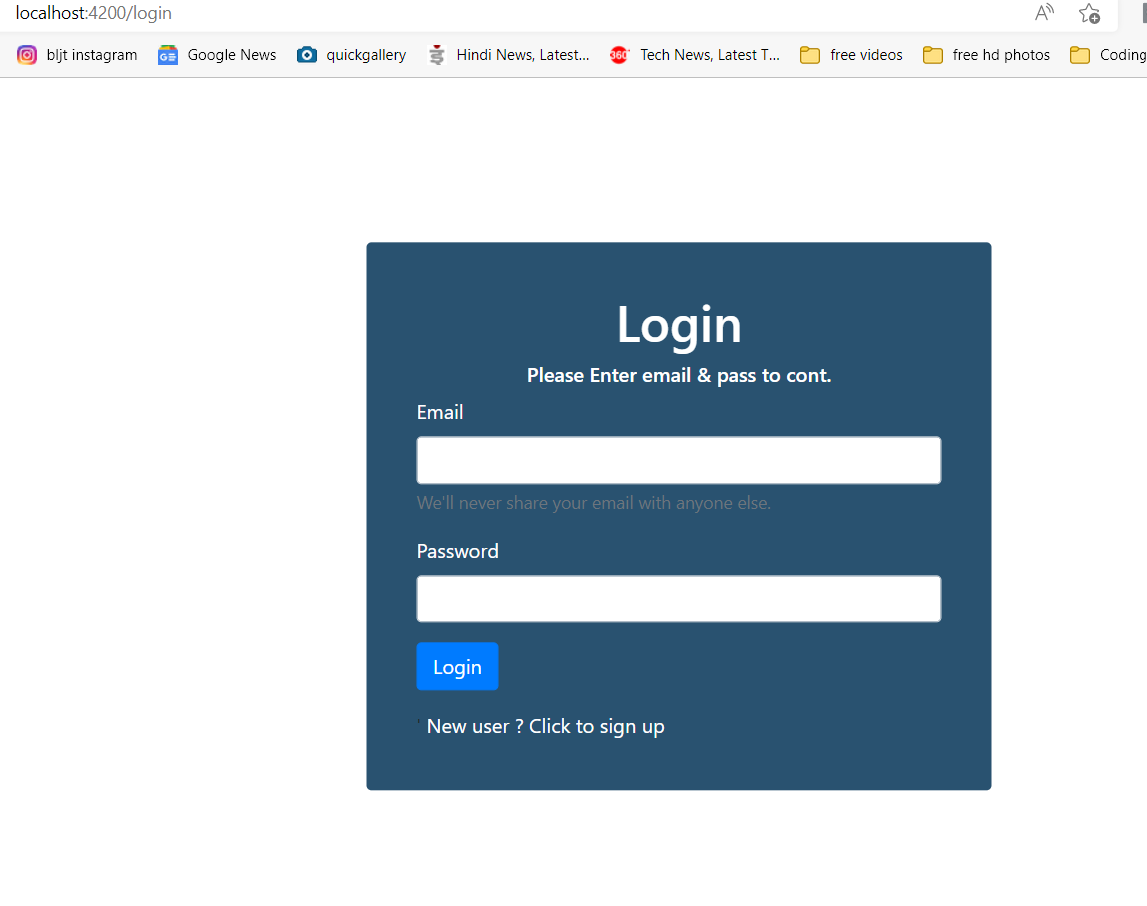 localhost:4200/login
bljt instagram Google News quickgallery Hindi News, Latest... Tech News, Latest T... free videos free hd photos Coding
Login
Please Enter email & pass to cont.
Email
We'll never share your email with anyone else.
Password
Login
' New user ? Click to sign up